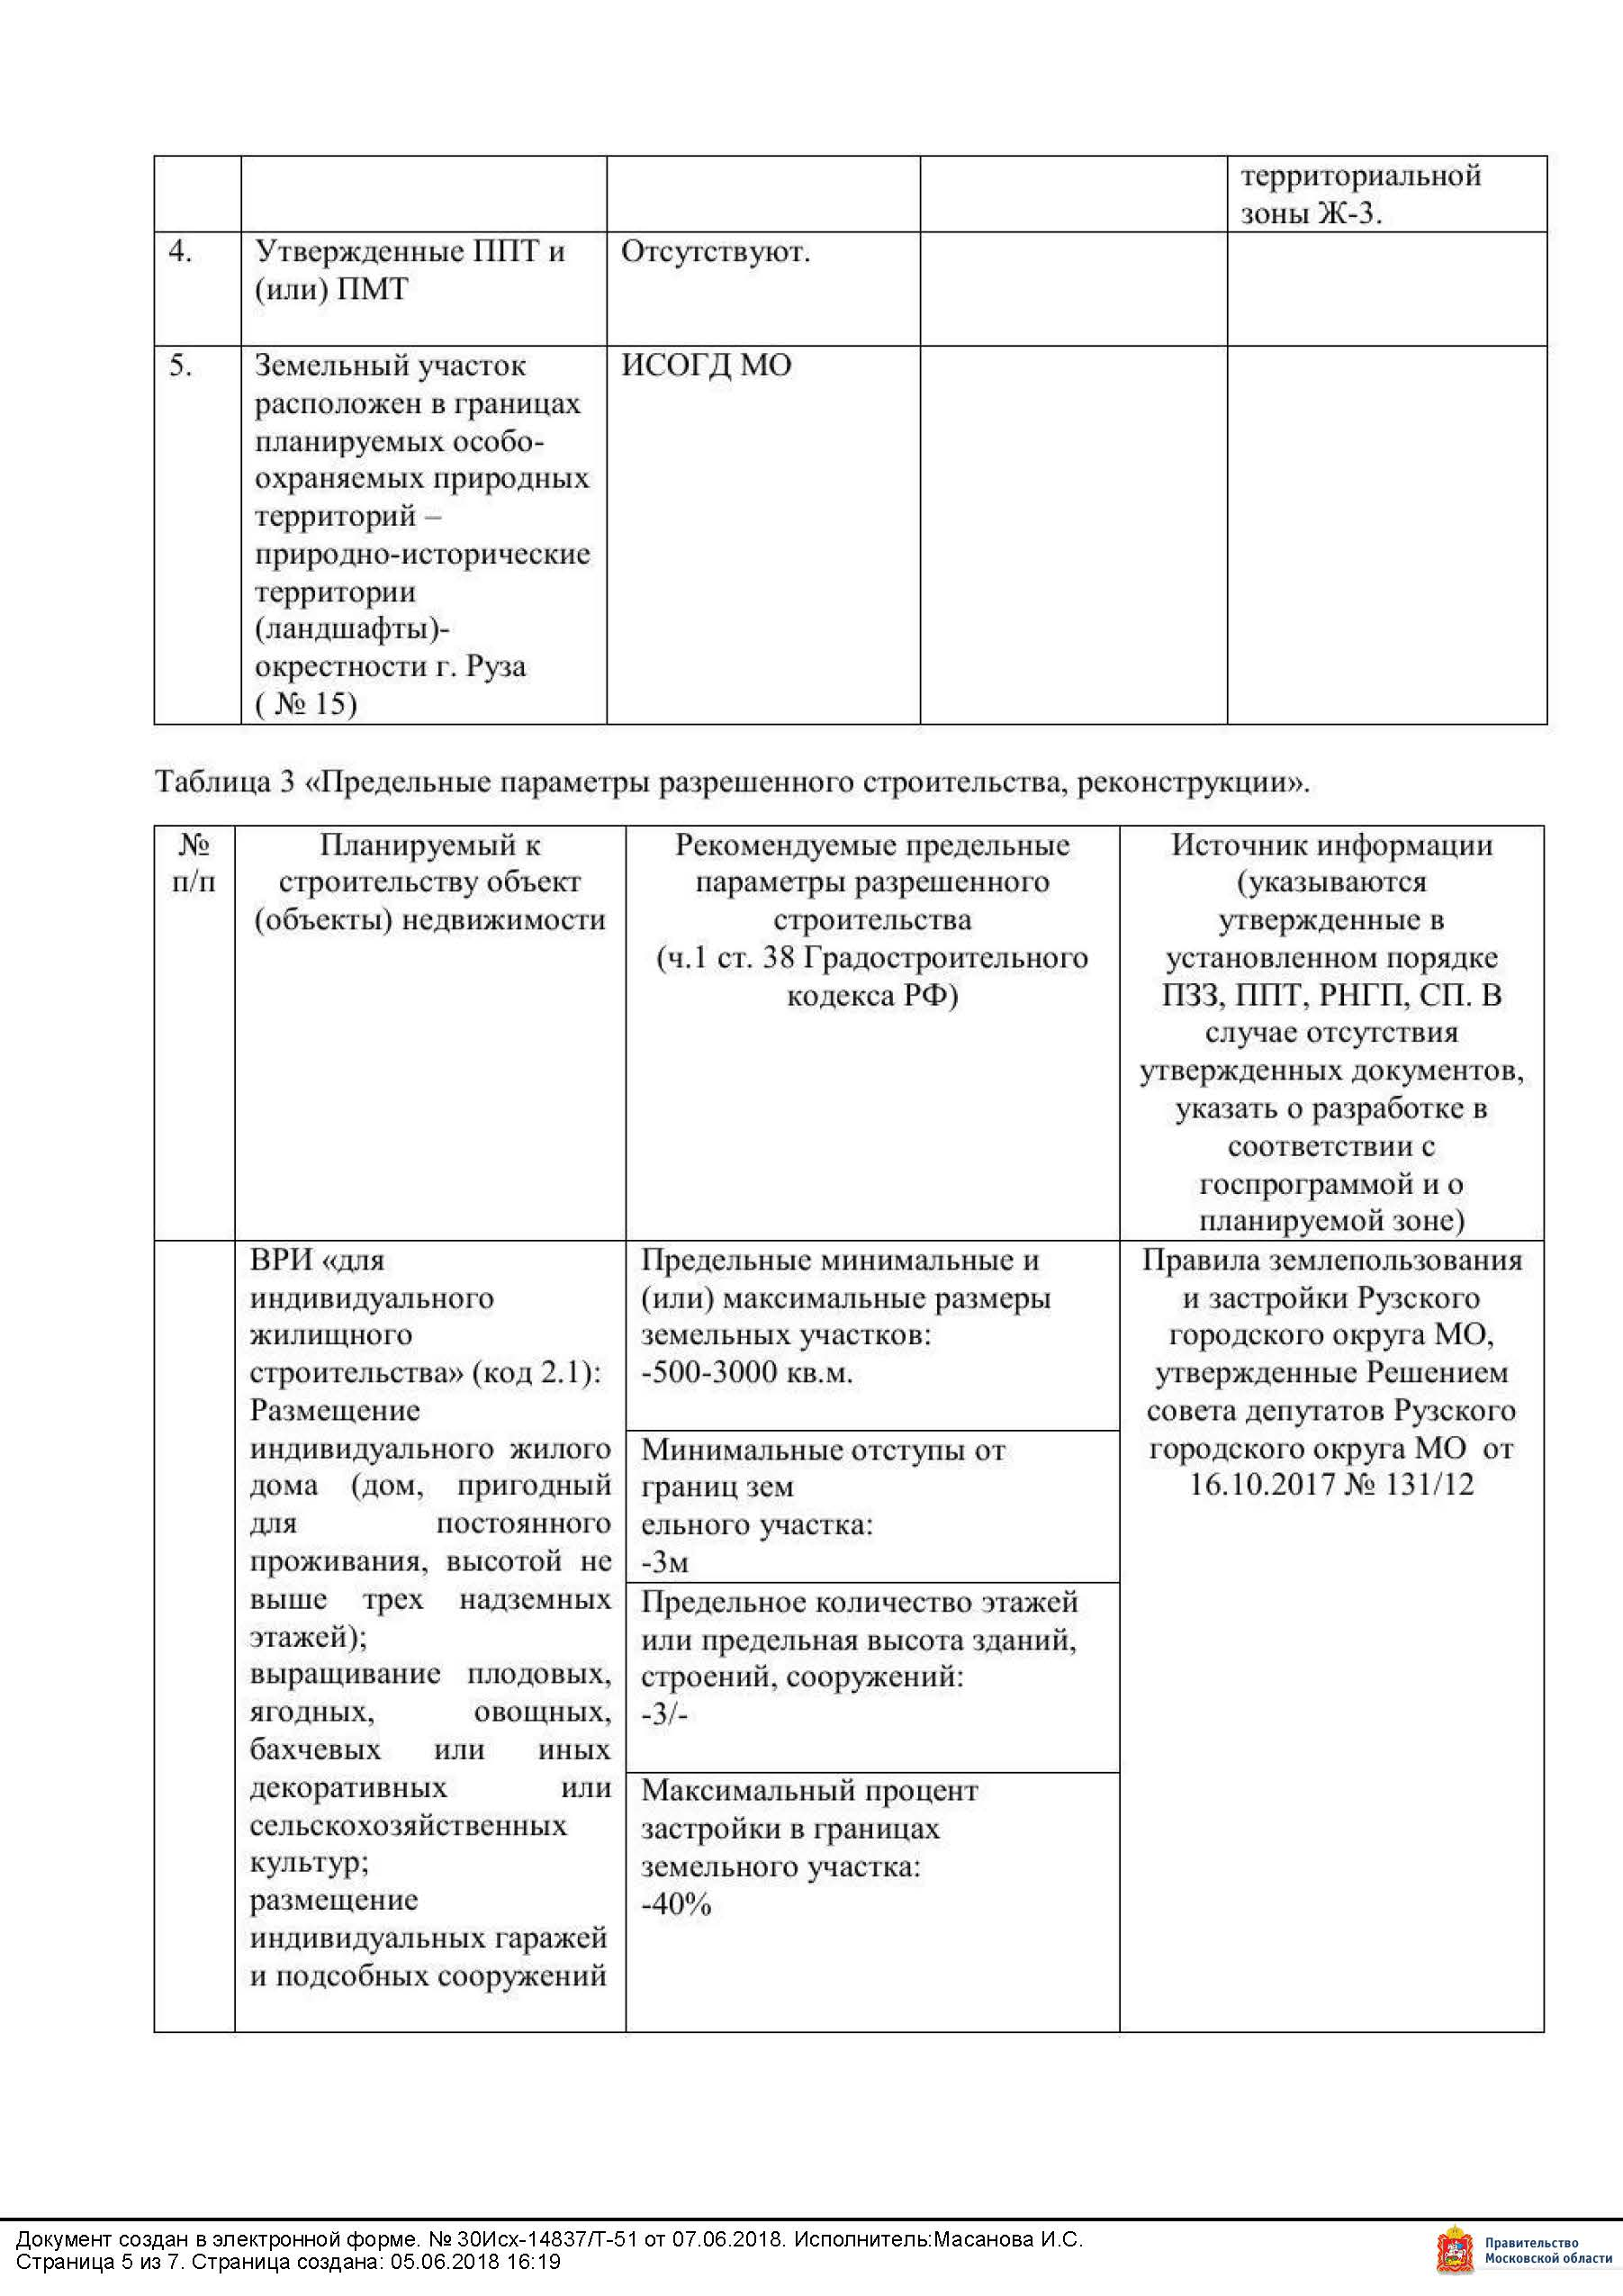 территориальной
зоны Ж-3.
4.
Утвержденные ППТ и
(или) ПМТ
Отсутствуют.
5.
Земельный участок
расположен в границах
планируемых особо-
охраняемых природных
территорий –
природно-исторические
территории
(ландшафты)-
окрестности г. Руза
( № 15)
ИСОГД МО
Таблица 3 «Предельные параметры разрешенного строительства, реконструкции».
№
п/п
Планируемый к
строительству объект
(объекты) недвижимости
Рекомендуемые предельные
параметры разрешенного
строительства
(ч.1 ст. 38 Градостроительного
кодекса РФ)
Источник информации
(указываются
утвержденные в
установленном порядке
ПЗЗ, ППТ, РНГП, СП. В
случае отсутствия
утвержденных документов,
указать о разработке в
соответствии с
госпрограммой и о
планируемой зоне)
ВРИ «для
индивидуального
жилищного
строительства» (код 2.1):
Размещение
индивидуального жилого
дома (дом, пригодный
для постоянного
проживания, высотой не
выше трех надземных
этажей);
выращивание плодовых,
ягодных, овощных,
бахчевых или иных
декоративных или
сельскохозяйственных
культур;
размещение
индивидуальных гаражей
и подсобных сооружений
Предельные минимальные и
(или) максимальные размеры
земельных участков:
-500-3000 кв.м.
Минимальные отступы от
границ зем
ельного участка:
-3м
Предельное количество этажей
или предельная высота зданий,
строений, сооружений:
-3/-
Максимальный процент
застройки в границах
земельного участка:
-40%
Правила землепользования
и застройки Рузского
городского округа МО,
утвержденные Решением
совета депутатов Рузского
городского округа МО от
16.10.2017 № 131/12
Документ создан в электронной форме. № 30Исх-14837/Т-51 от 07.06.2018. Исполнитель:Масанова И.С.
Страница 5 из 7. Страница создана: 05.06.2018 16:19
Правительство
Московской области